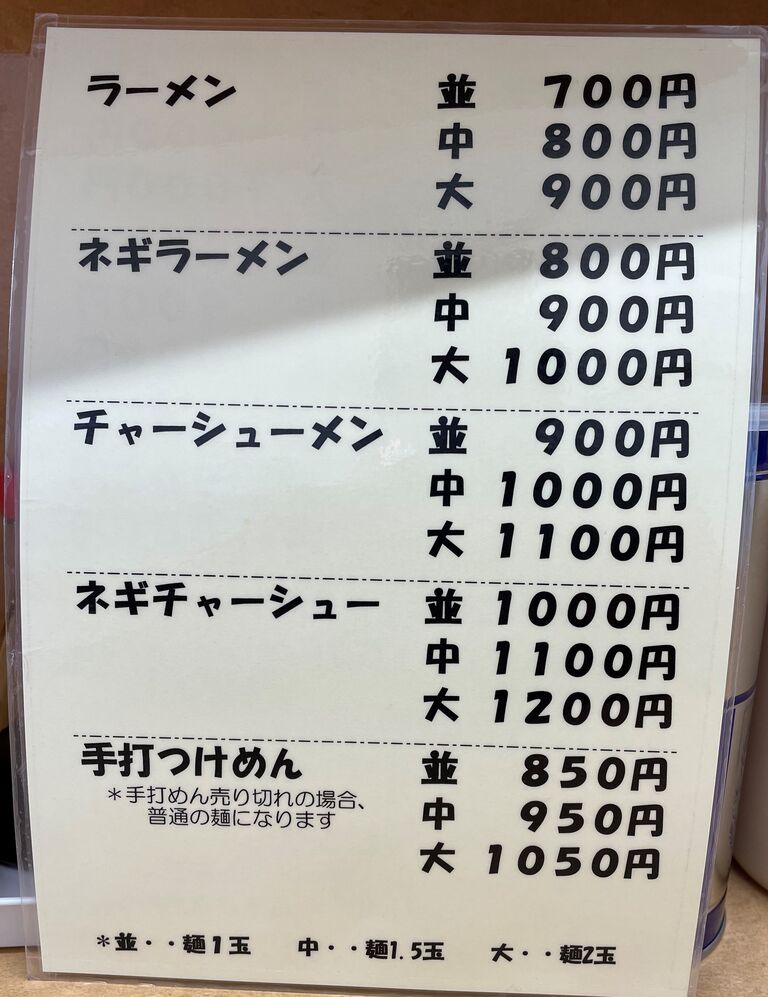 ラーメン 並 700円
中 800円
大 900円
ネギラーメン 並 800円
中 900円
大 1000円
チャーシューメン 並 900円
中 1000円
大 1100円
ネギチャーシュー 並 1000円
中 1100円
大 1200円
手打つけめん 並 850円
＊手打めん売り切れの場合、
普通の麺になります
中 950円
大 1050円
＊並・・麺1玉 中・・麺1.5玉 大・・麺2玉